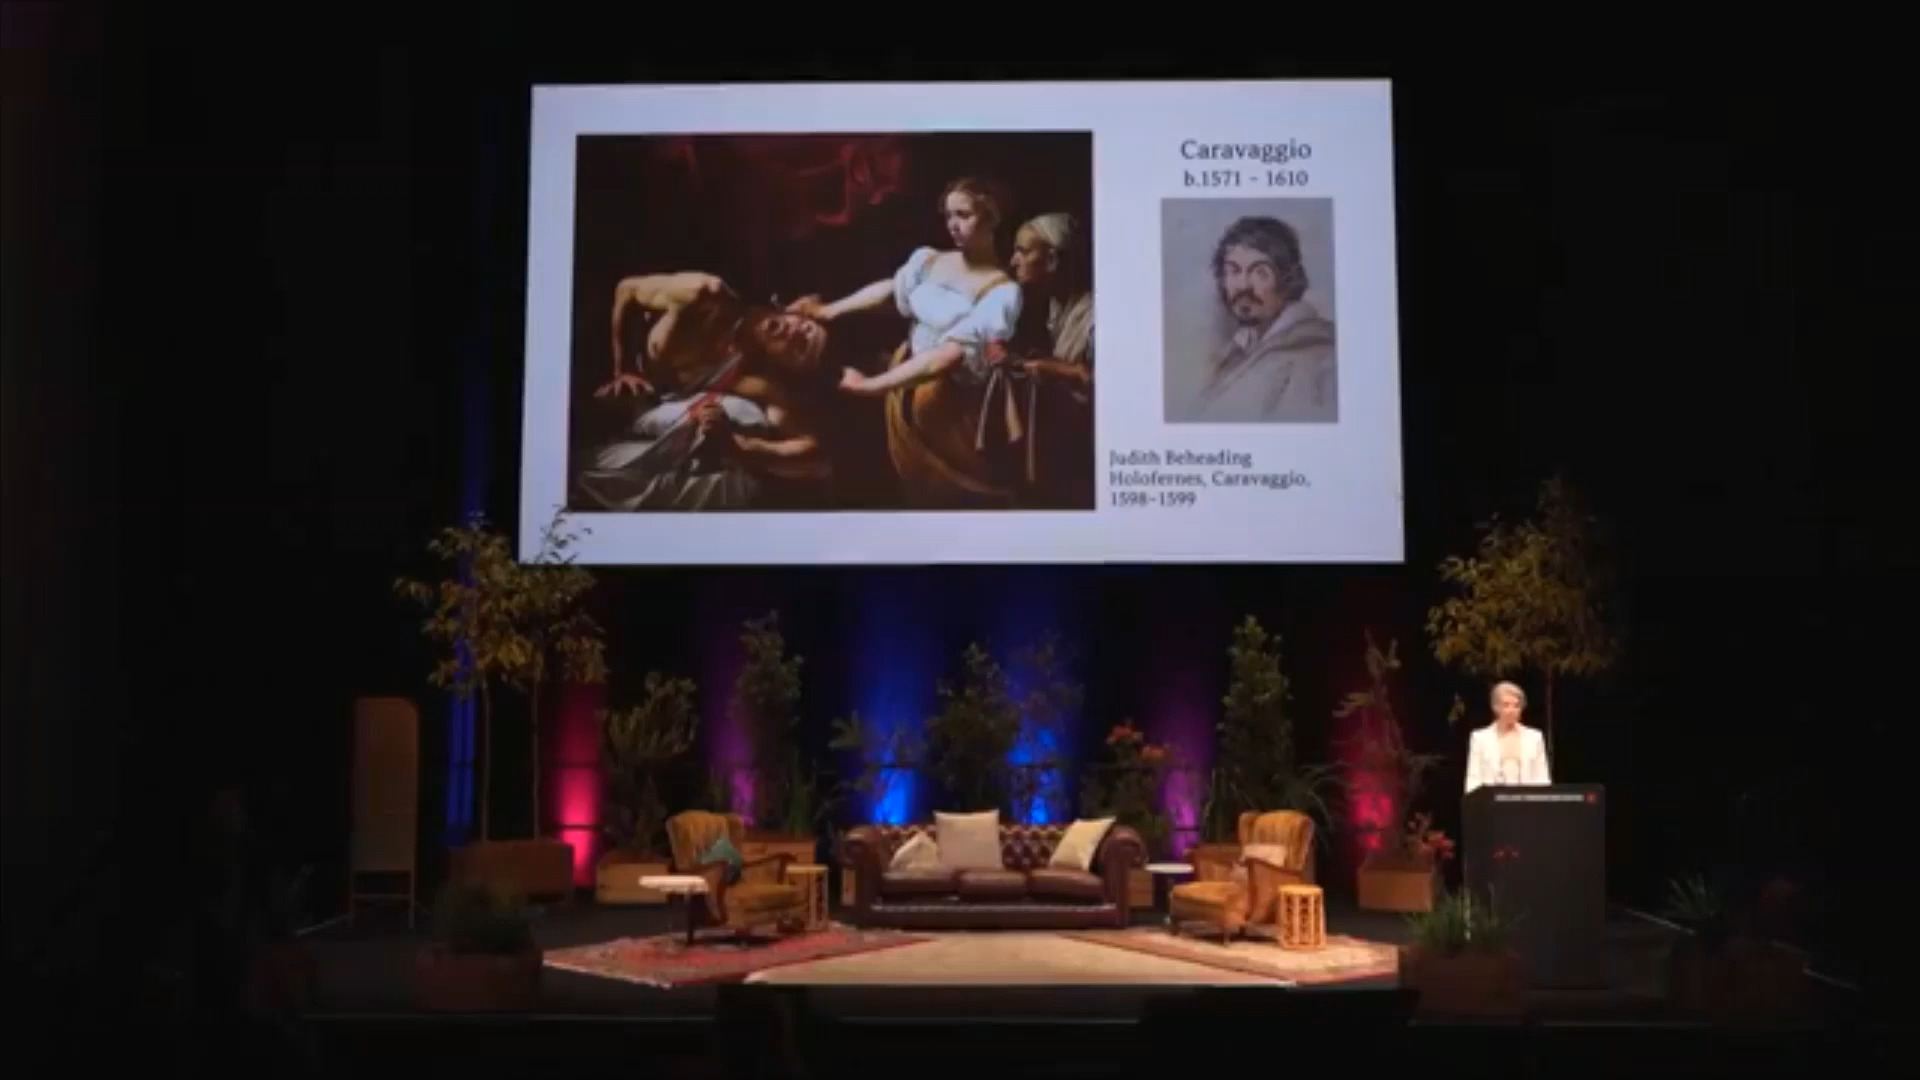 Caravaggio
b.1571 - 1610
Judith Beheading
Holofernes, Caravaggio,
1598-1599